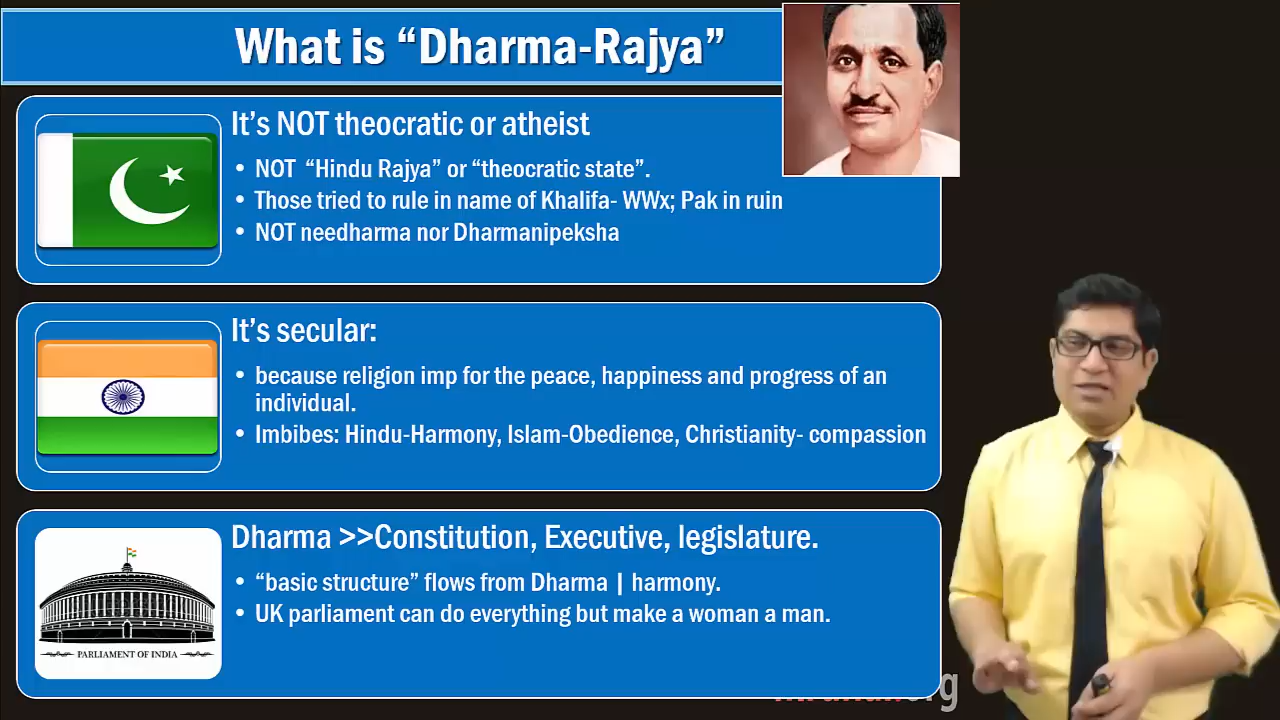 What is “Dharma-Rajya”
It’s NOT theocratic or atheist
• NOT “Hindu Rajya” or “theocratic state”.
• Those tried to rule in name of Khalifa- WWx; Pak in ruin
• NOT needharma nor Dharmanipeksha
It’s secular:
• because religion imp for the peace, happiness and progress of an
individual.
• Imbibes: Hindu-Harmony, Islam-Obedience, Christianity- compassion
Dharma >>Constitution, Executive, legislature.
• “basic structure” flows from Dharma | harmony.
• UK parliament can do everything but make a woman a man.
PARLIAMENT OF INDIA